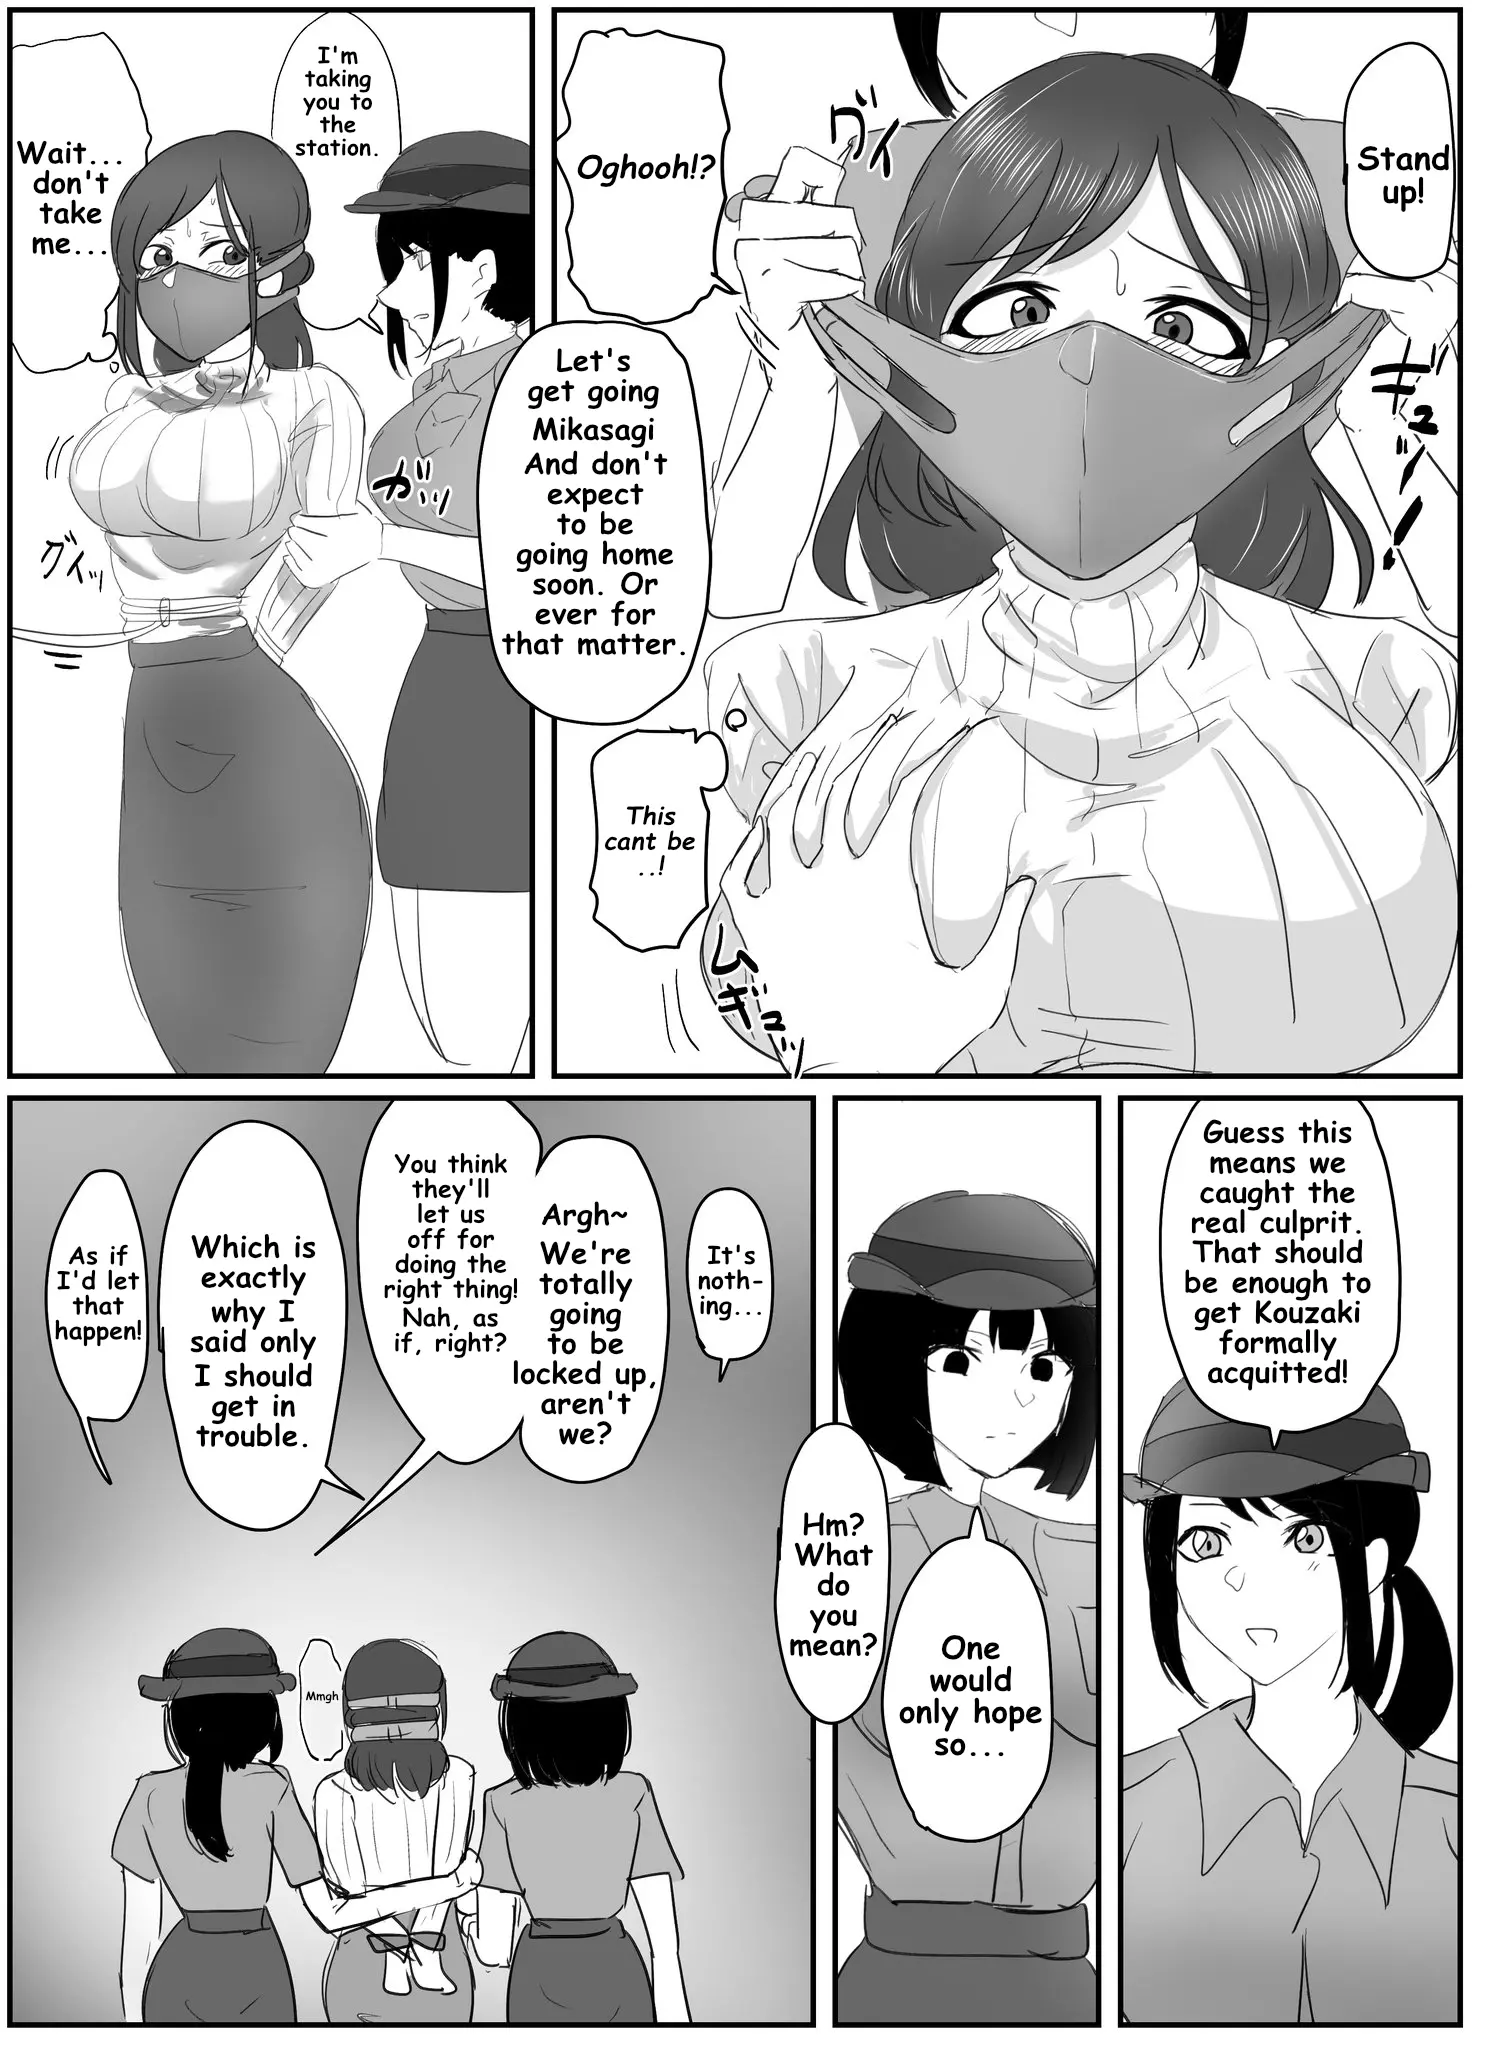 Stand
up!
グイ
Oghooh!?
ギュッ!
Let's
get going
Mikasagi
And don't
expect
to be
going home
soon. Or
ever for
that matter.
This
cant be
..!
ムギュッ
I'm
taking
you to
the
station.
Wait...
don't
take
me...
ガッ
グイッ
Guess this
means we
caught the
real culprit.
That should
be enough to
get Kouzaki
formally
acquitted!
One
would
only hope
so...
Hm?
What
do
you
mean?
It's
noth-
ing...
Argh~
We're
totally
going
to be
locked up,
aren't
we?
You think
they'll
let us
off for
doing the
right thing!
Nah, as
if, right?
Which is
exactly
why I
said only
I should
get in
trouble.
As if
I'd let
that
happen!
Mmgh